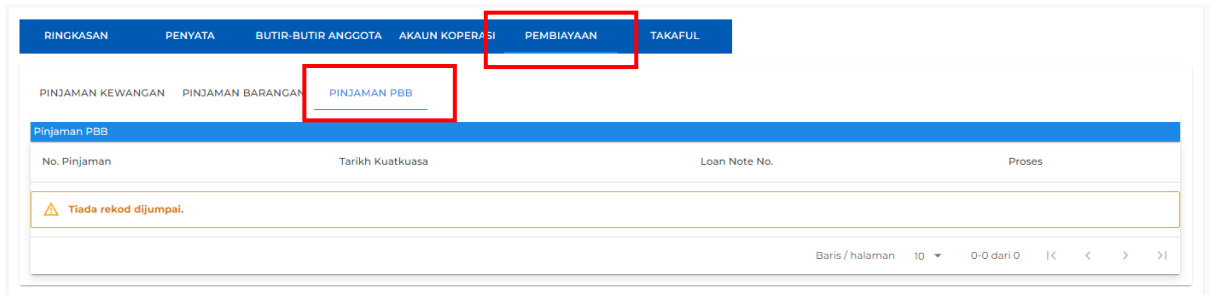 RINGKASAN PENYATA BUTIR-BUTIR ANGGOTA AKAUN KOPERASI PEMBIAYAAN TAKAFUL
PINJAMAN KEWANGAN PINJAMAN BARANGAN PINJAMAN PBB
Pinjaman PBB
No. Pinjaman Tarikh Kuatkuasa Loan Note No. Proses
Tiada rekod dijumpai.
Baris / halaman 10 0-0 dari 0